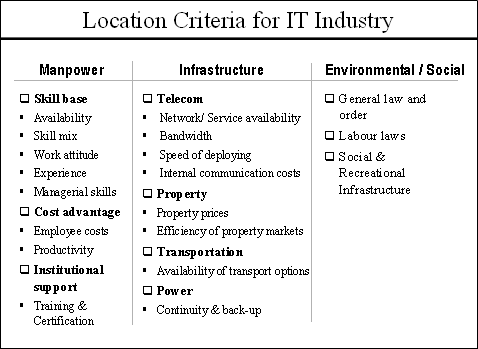 Location Criteria for IT Industry
Manpower
❑ Skill base
▪ Availability
▪ Skill mix
▪ Work attitude
▪ Experience
▪ Managerial skills
❑ Cost advantage
▪ Employee costs
▪ Productivity
❑ Institutional
support
▪ Training &
Certification
Infrastructure
❑ Telecom
▪ Network/ Service availability
▪ Bandwidth
▪ Speed of deploying
▪ Internal communication costs
❑ Property
▪ Property prices
▪ Efficiency of property markets
❑ Transportation
▪ Availability of transport options
❑ Power
▪ Continuity & back-up
Environmental / Social
❑ General law and
order
❑ Labour laws
❑ Social &
Recreational
Infrastructure